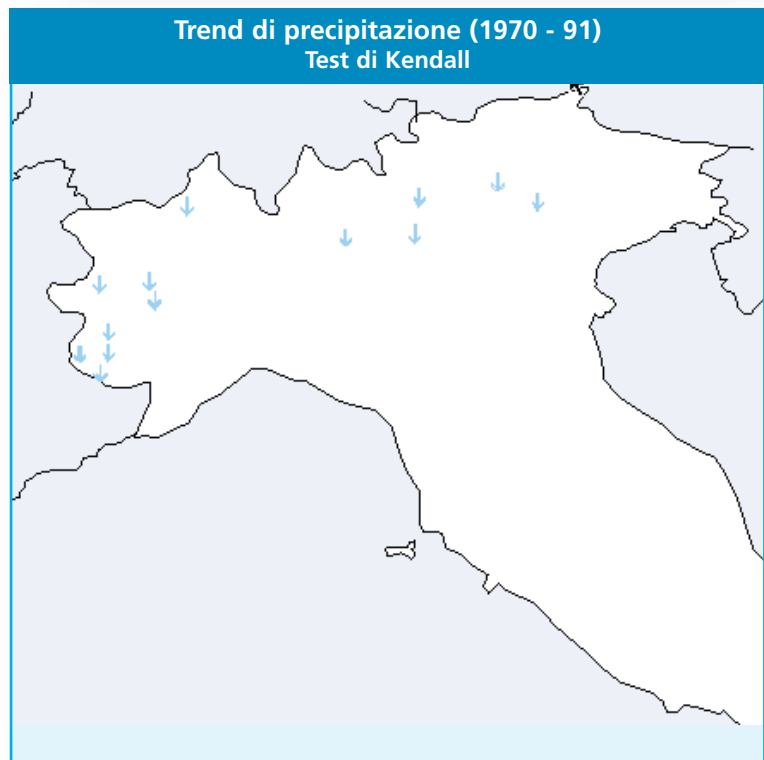 Trend di precipitazione (1970 - 91)
Test di Kendall